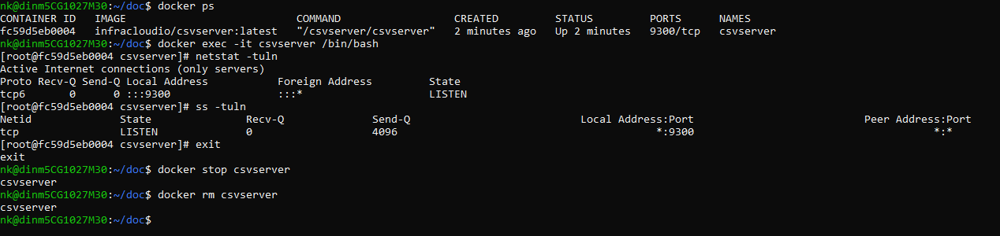 nk@dinm5CG1027M30:~/doc$ docker ps
CONTAINER ID   IMAGE                           COMMAND                  CREATED         STATUS         PORTS      NAMES
fc59d5eb0004   infracloudio/csvserver:latest   "/csvserver/csvserver"   2 minutes ago   Up 2 minutes   9300/tcp   csvserver
nk@dinm5CG1027M30:~/doc$ docker exec -it csvserver /bin/bash
[root@fc59d5eb0004 csvserver]# netstat -tuln
Active Internet connections (only servers)
Proto Recv-Q Send-Q Local Address           Foreign Address         State
tcp6       0      0 :::9300                 :::*                    LISTEN
[root@fc59d5eb0004 csvserver]# ss -tuln
Netid              State               Recv-Q              Send-Q                           Local Address:Port                           Peer Address:Port
tcp                LISTEN              0                   4096                                         *:9300                                      *:*
[root@fc59d5eb0004 csvserver]# exit
exit
nk@dinm5CG1027M30:~/doc$ docker stop csvserver
csvserver
nk@dinm5CG1027M30:~/doc$ docker rm csvserver
csvserver
nk@dinm5CG1027M30:~/doc$